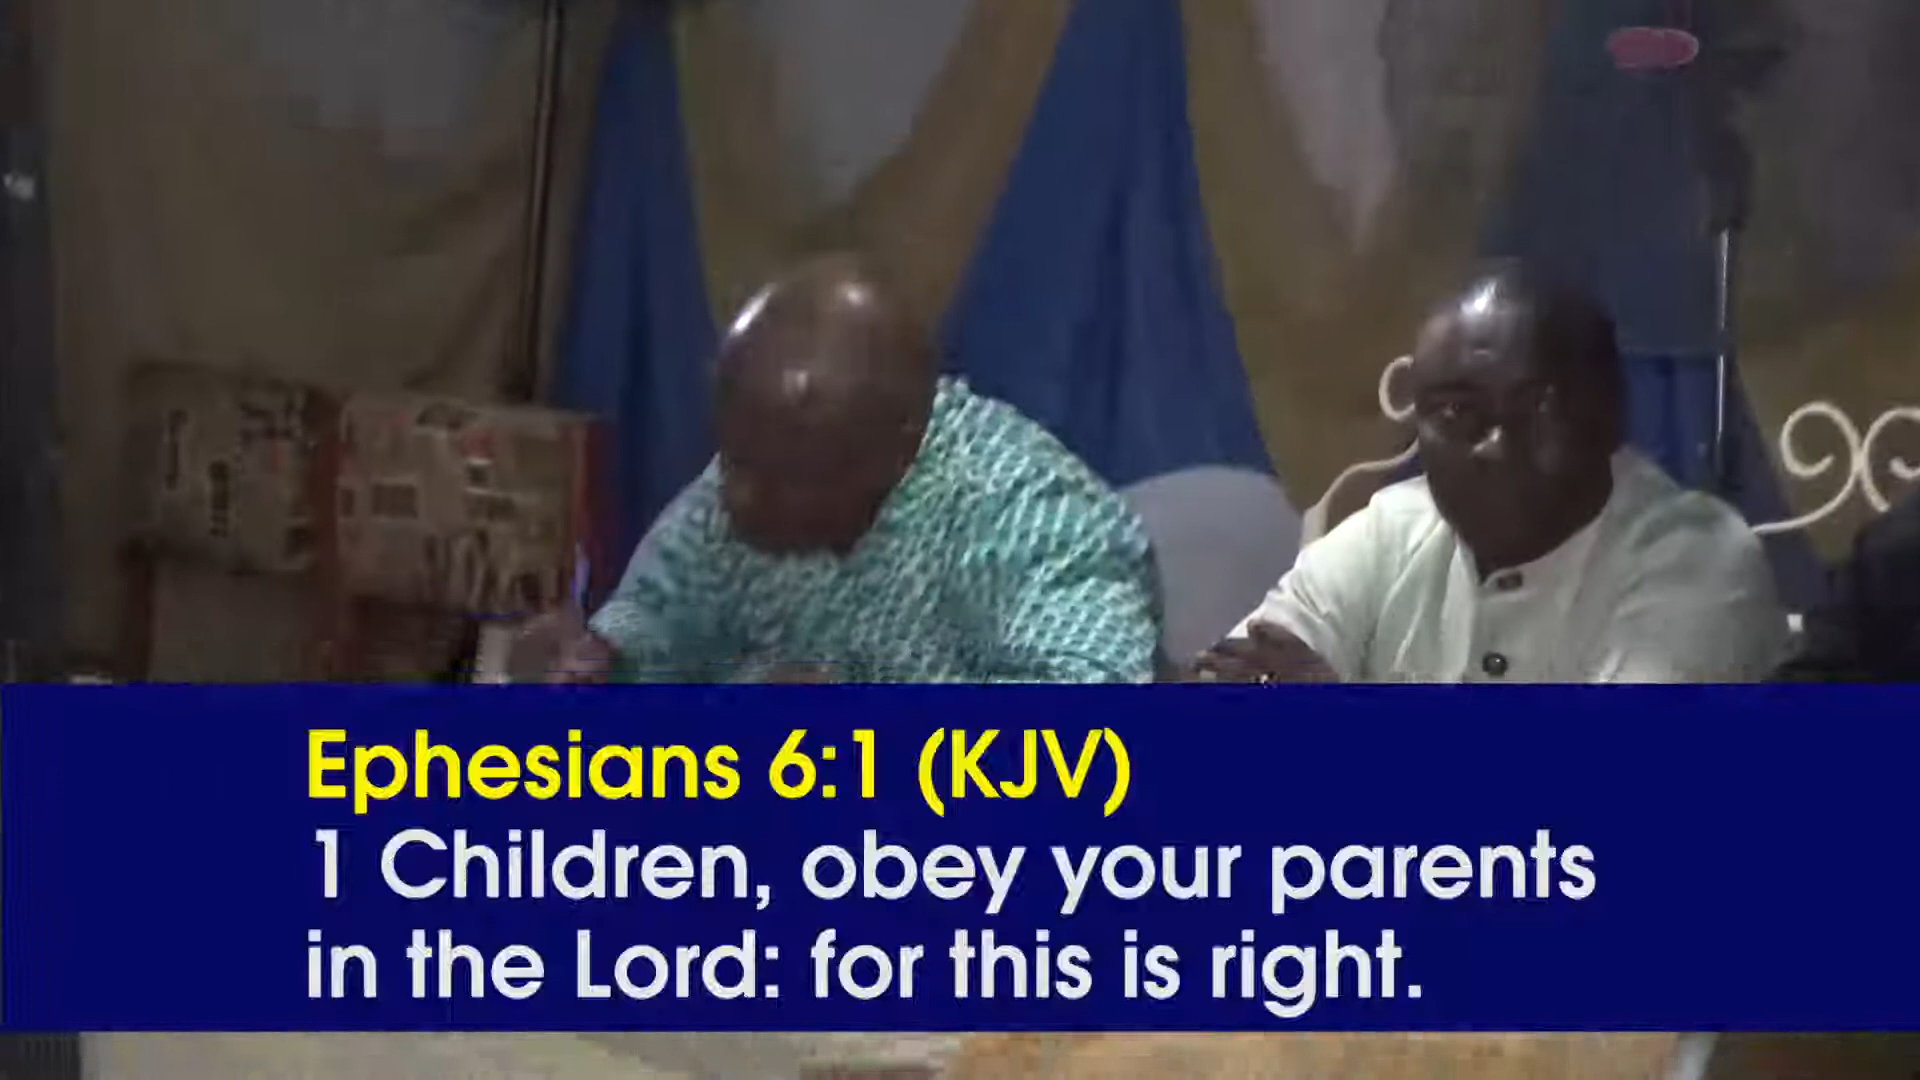 Ephesians 6:1 (KJV)
1 Children, obey your parents
in the Lord: for this is right.